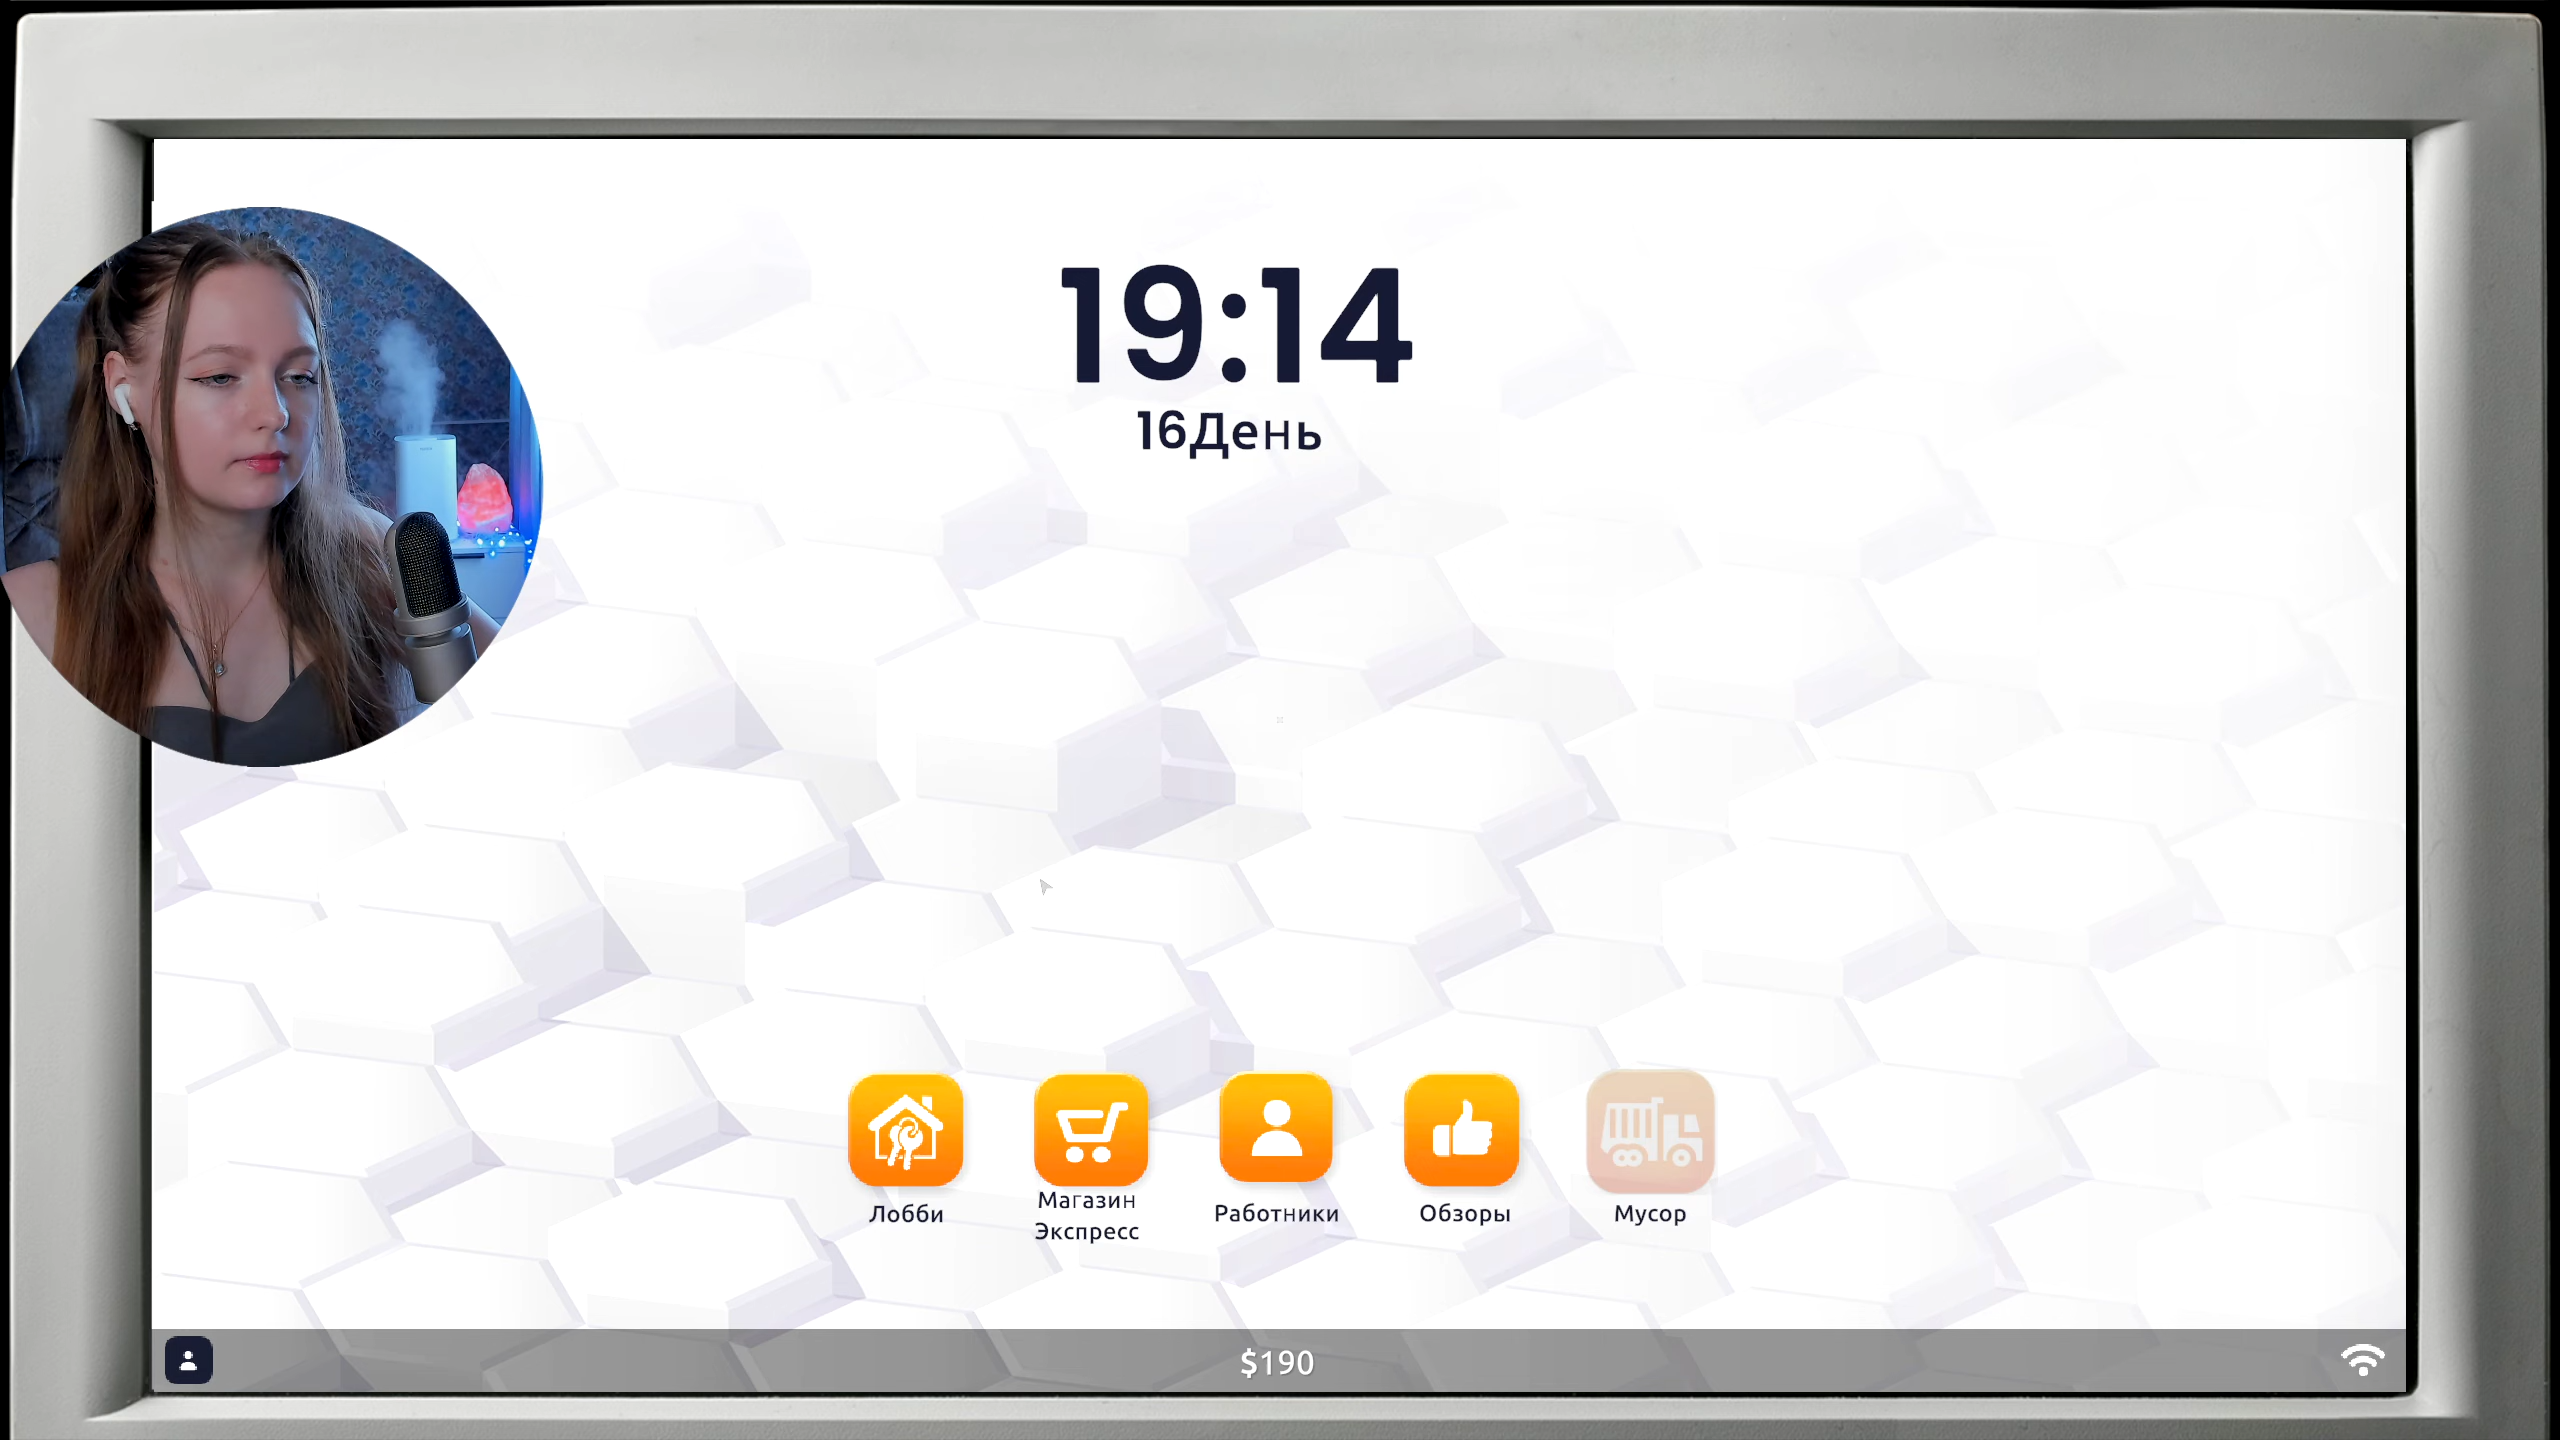 19:14
16День
Лобби
Магазин
Экспресс
Работники
Обзоры
Мусор
$190